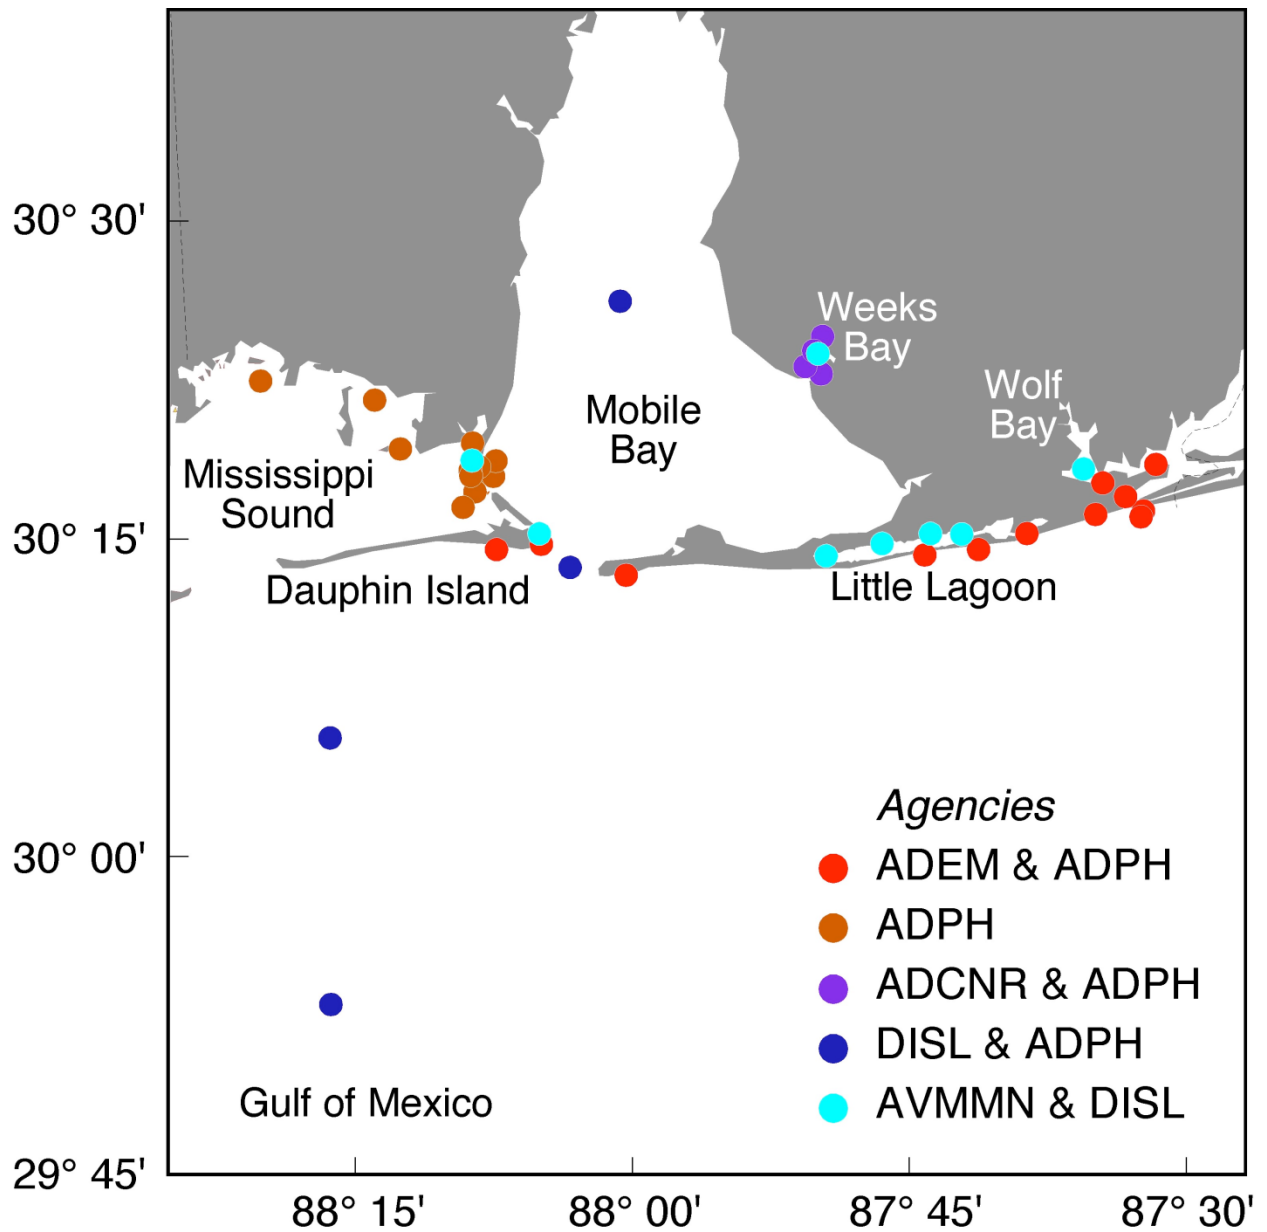 30° 30'
Weeks
Bay
Wolf
Bay
Mobile
Bay
Mississippi
Sound
30° 15'
Dauphin Island
Little Lagoon
Agencies
30° 00'
ADEM & ADPH
ADPH
ADCNR & ADPH
DISL & ADPH
AVMMN & DISL
Gulf of Mexico
29° 45'
88° 15'
88° 00'
87° 45'
87° 30'